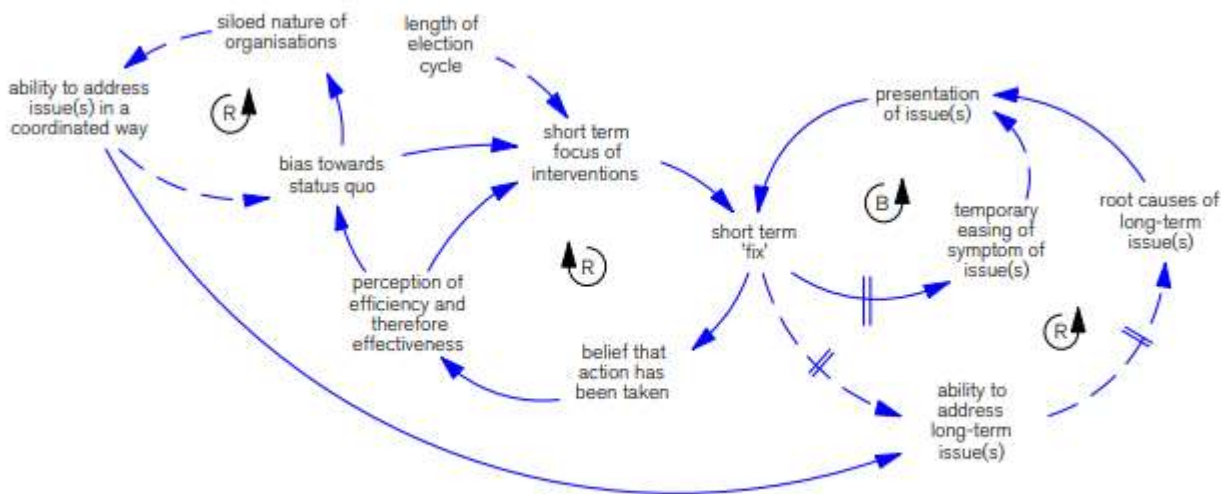 siloed nature of
organisations
length of
election
cycle
ability to address
issue(s) in a
coordinated way
R
short term
focus of
interventions
bias towards
status quo
presentation
of issue(s)
B
root causes of
long-term
issue(s)
temporary
easing of
symptom of
issue(s)
short term
'fix'
R
perception of
efficiency and
therefore
effectiveness
R
belief that
action has
been taken
ability to
address
long-term
issue(s)